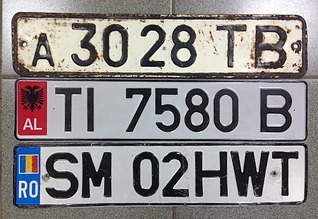 A 3028 TB
AL TI 7580 B
RO SM 02HWT